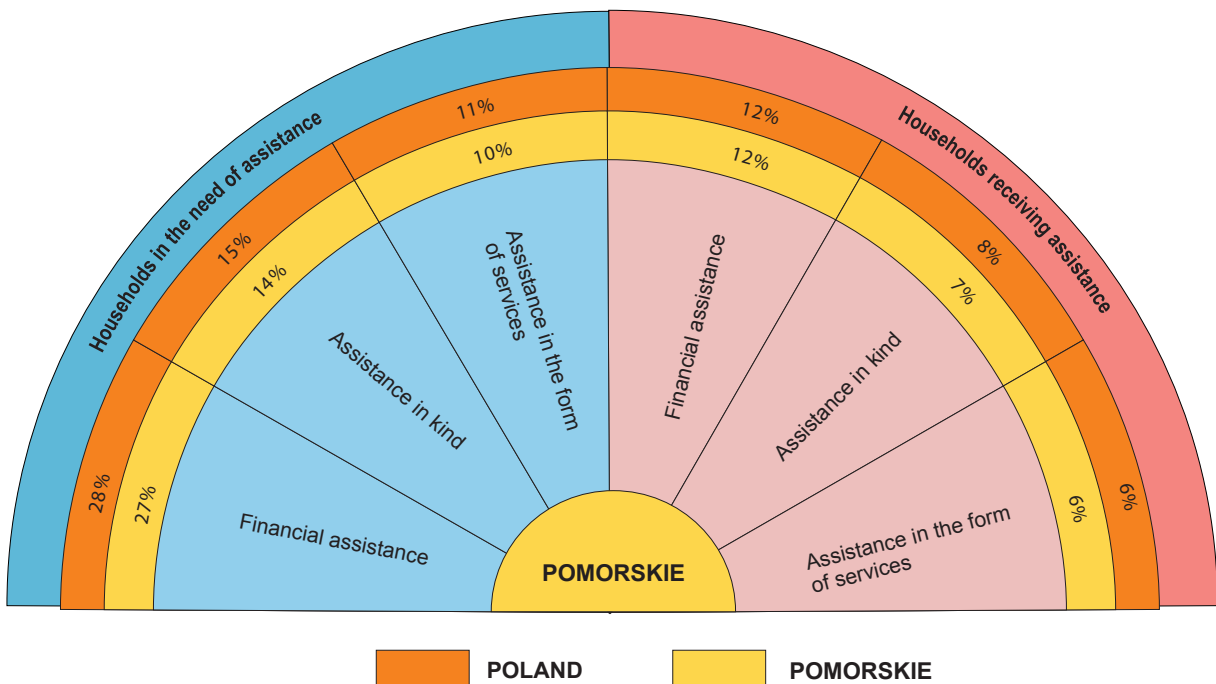 Households in the need of assistance
Households receiving assistance
11%
12%
10%
12%
15%
14%
8%
7%
28%
27%
6%
6%
Financial assistance
Assistance in kind
Assistance in the form
of services
Financial assistance
Assistance in kind
Assistance in the form
of services
POMORSKIE
POLAND
POMORSKIE